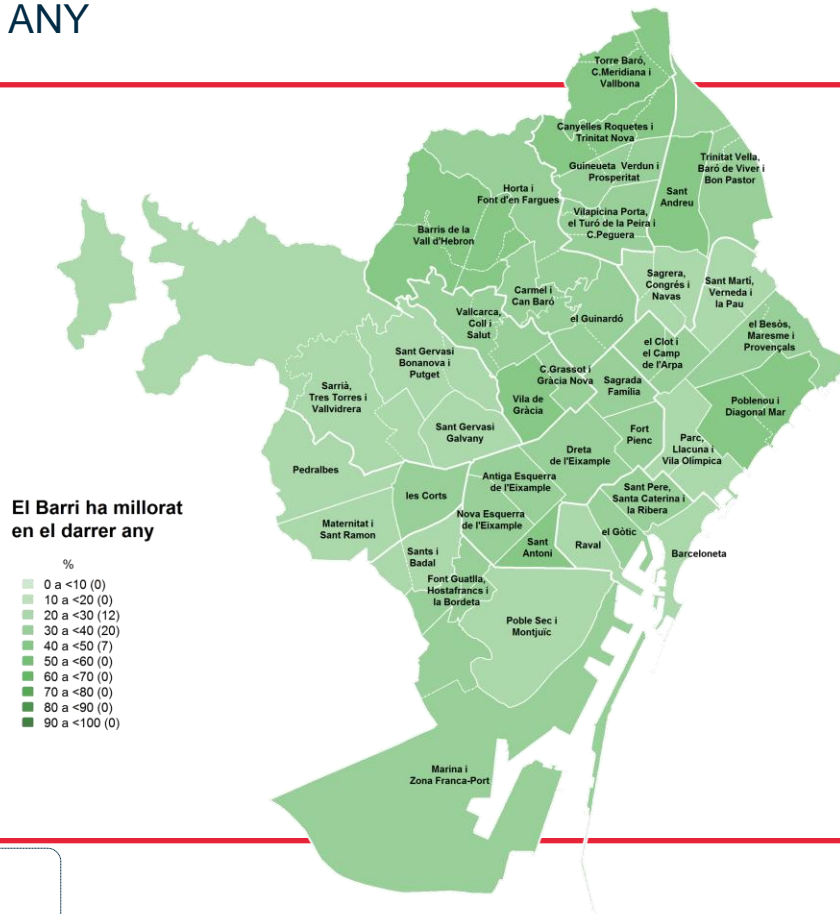 ANY
Torre Baró,
C.Meridiana i
Vallbona
Canyelles Roquetes i
Trinitat Nova
Guineueta Verdun i
Prosperitat
Trinitat Vella,
Baró de Viver i
Bon Pastor
Sant
Andreu
Horta i
Font d'en Fargues
Vilapicina Porta,
el Turó de la Peira i
C.Peguera
Barris de la
Vall d'Hebron
Sagrera,
Congrés i
Navas
Sant Martí,
Verneda i
la Pau
Carmel i
Can Baró
Vallcarca,
Coll i
Salut
el Guinardó
el Besòs,
Maresme i
Provençals
el Clot i
el Camp
de l'Arpa
Sant Gervasi
Bonanova i
Putget
C.Grassot i
Gràcia Nova
Sagrada
Família
Sarrià,
Tres Torres i
Vallvidrera
Vila de
Gràcia
Poblenou i
Diagonal Mar
Sant Gervasi
Galvany
Fort
Pienc
Parc,
Llacuna i
Vila Olímpica
Dreta
de l'Eixample
Pedralbes
Antiga Esquerra
de l'Eixample
les Corts
Sant Pere,
Santa Caterina i
la Ribera
Maternitat i
Sant Ramon
Nova Esquerra
de l'Eixample
el Gòtic
Sant
Antoni
Raval
Barceloneta
Sants i
Badal
Font Guatlla,
Hostafrancs i
la Bordeta
Poble Sec i
Montjuïc
Marina i
Zona Franca-Port
El Barri ha millorat
en el darrer any
%
0 a <10 (0)
10 a <20 (0)
20 a <30 (12)
30 a <40 (20)
40 a <50 (7)
50 a <60 (0)
60 a <70 (0)
70 a <80 (0)
80 a <90 (0)
90 a <100 (0)